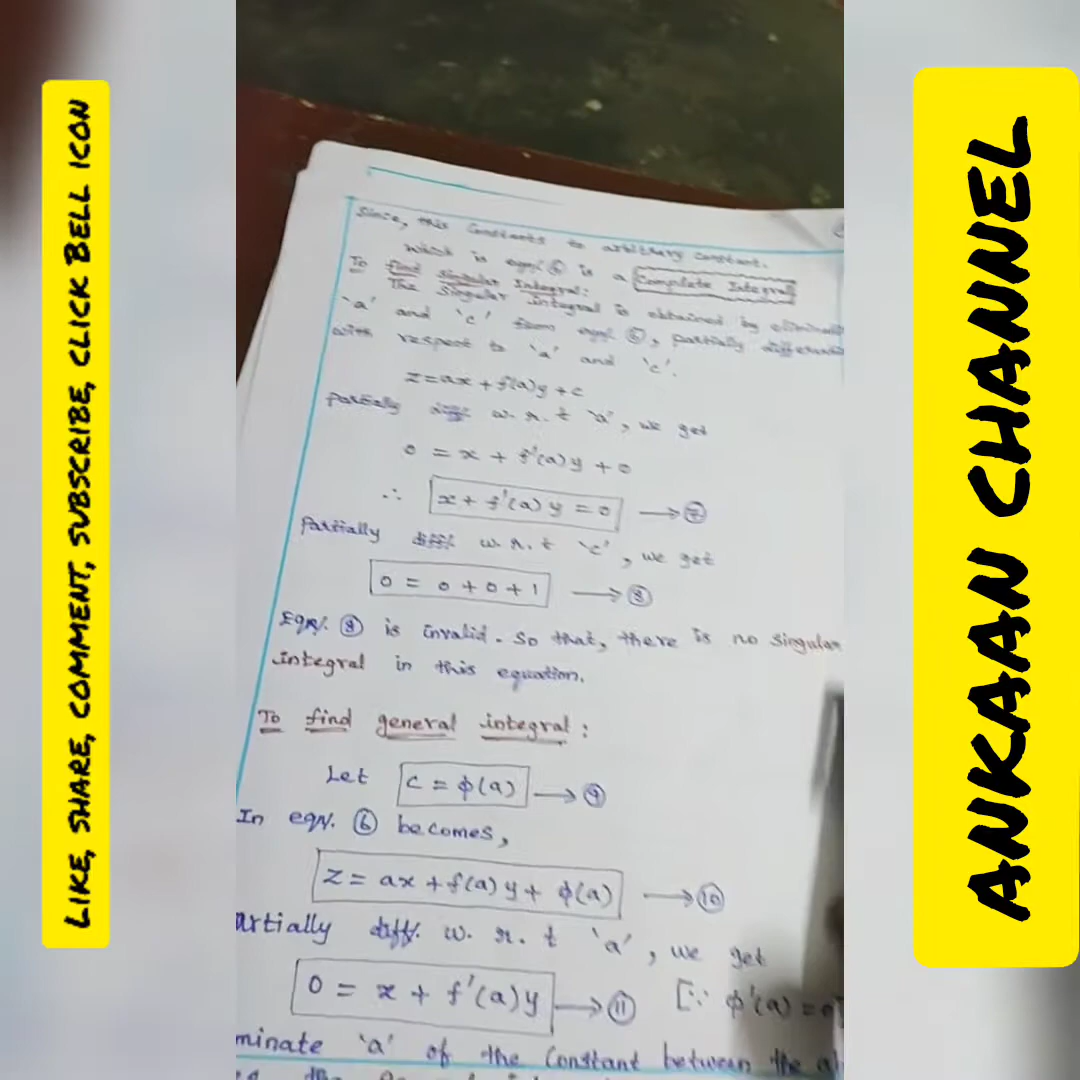 LIKE, SHARE, COMMENT, SUBSCRIBE, CLICK BELL ICON
Since, this Constants to arbitrary constant.
which is eqn. ⑥ is a Complete Integral
To find Singular Integral:
The Singular Integral is obtained by
'a' and 'c' from eqn. ⑥, partially
with respect to 'a' and 'c'.
z = ax + f(a)y + c
Partially diff. w.r.t 'a', we get
0 = x + f'(a)y + 0
∴ x + f'(a)y = 0 → ⑦
Partially diff. w.r.t 'c', we get
0 = 0 + 0 + 1 → ⑧
Eqn. ⑧ is invalid. So that, there is no Singular
integral in this equation.
To find general integral:
Let c = ϕ(a) → ⑨
In eqn. ⑥ becomes,
z = ax + f(a)y + ϕ(a) → ⑩
artially diff. w.r.t 'a', we get
0 = x + f'(a)y → ⑪ [∵ ϕ'(a) = 0
minate 'a' of the Constant between the
ANKAAN CHANNEL